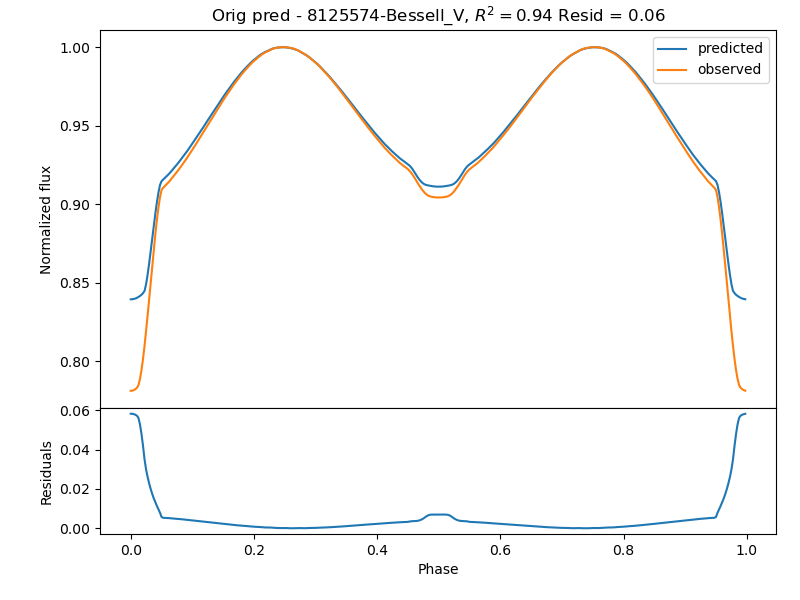 Orig pred - 8125574-Bessell_V, R² = 0.94 Resid = 0.06
predicted
observed
Normalized flux
1.00
0.95
0.90
0.85
0.80
Residuals
0.06
0.04
0.02
0.00
0.0 0.2 0.4 0.6 0.8 1.0
Phase